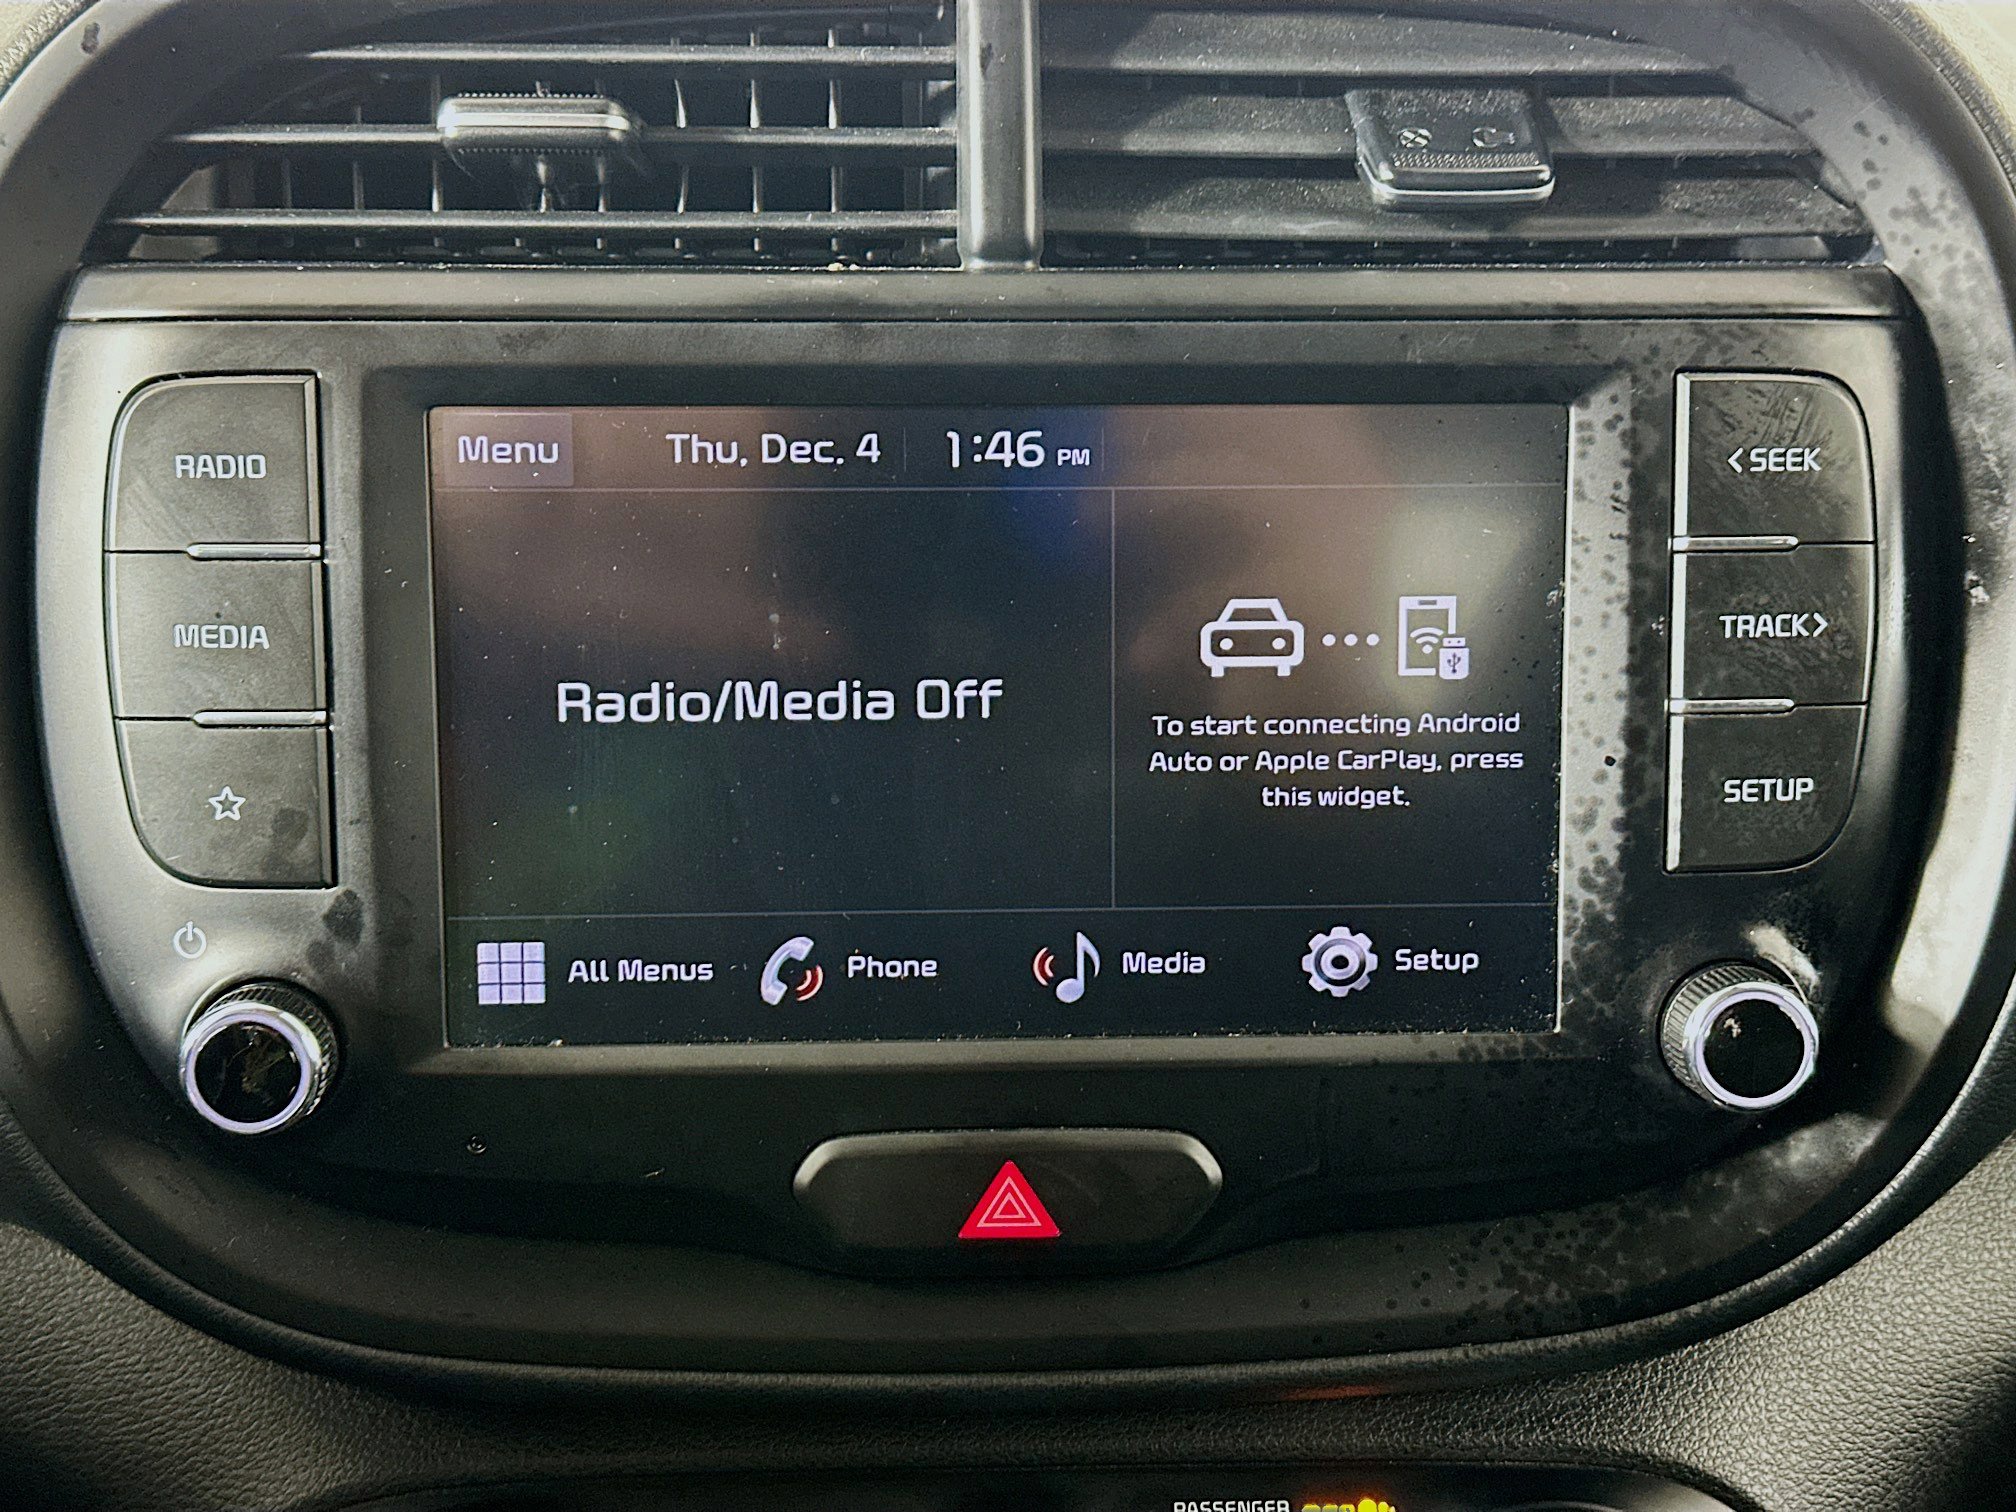 RADIO
MEDIA
Menu
Thu, Dec. 4
1:46 PM
Radio/Media Off
To start connecting Android
Auto or Apple CarPlay, press
this widget.
All Menus
Phone
Media
Setup
< SEEK
TRACK >
SETUP
PASSENGER